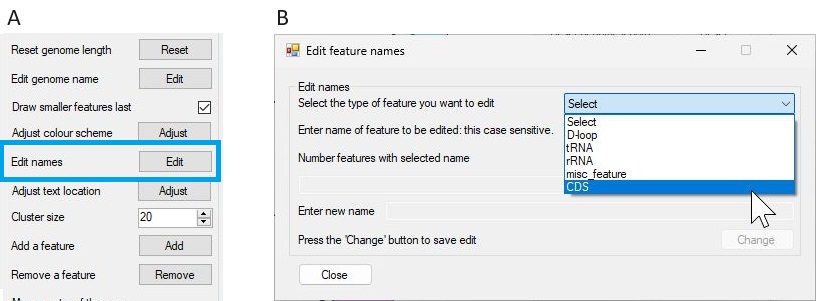 A
Reset genome length Reset
Edit genome name Edit
Draw smaller features last
Adjust colour scheme Adjust
Edit names Edit
Adjust text location Adjust
Cluster size 20
Add a feature Add
Remove a feature Remove
B
Edit feature names
Edit names
Select the type of feature you want to edit Select
Enter name of feature to be edited: this case sensitive.
Number features with selected name
Select
D-loop
tRNA
rRNA
misc_feature
CDS
Enter new name
Press the 'Change' button to save edit Change
Close